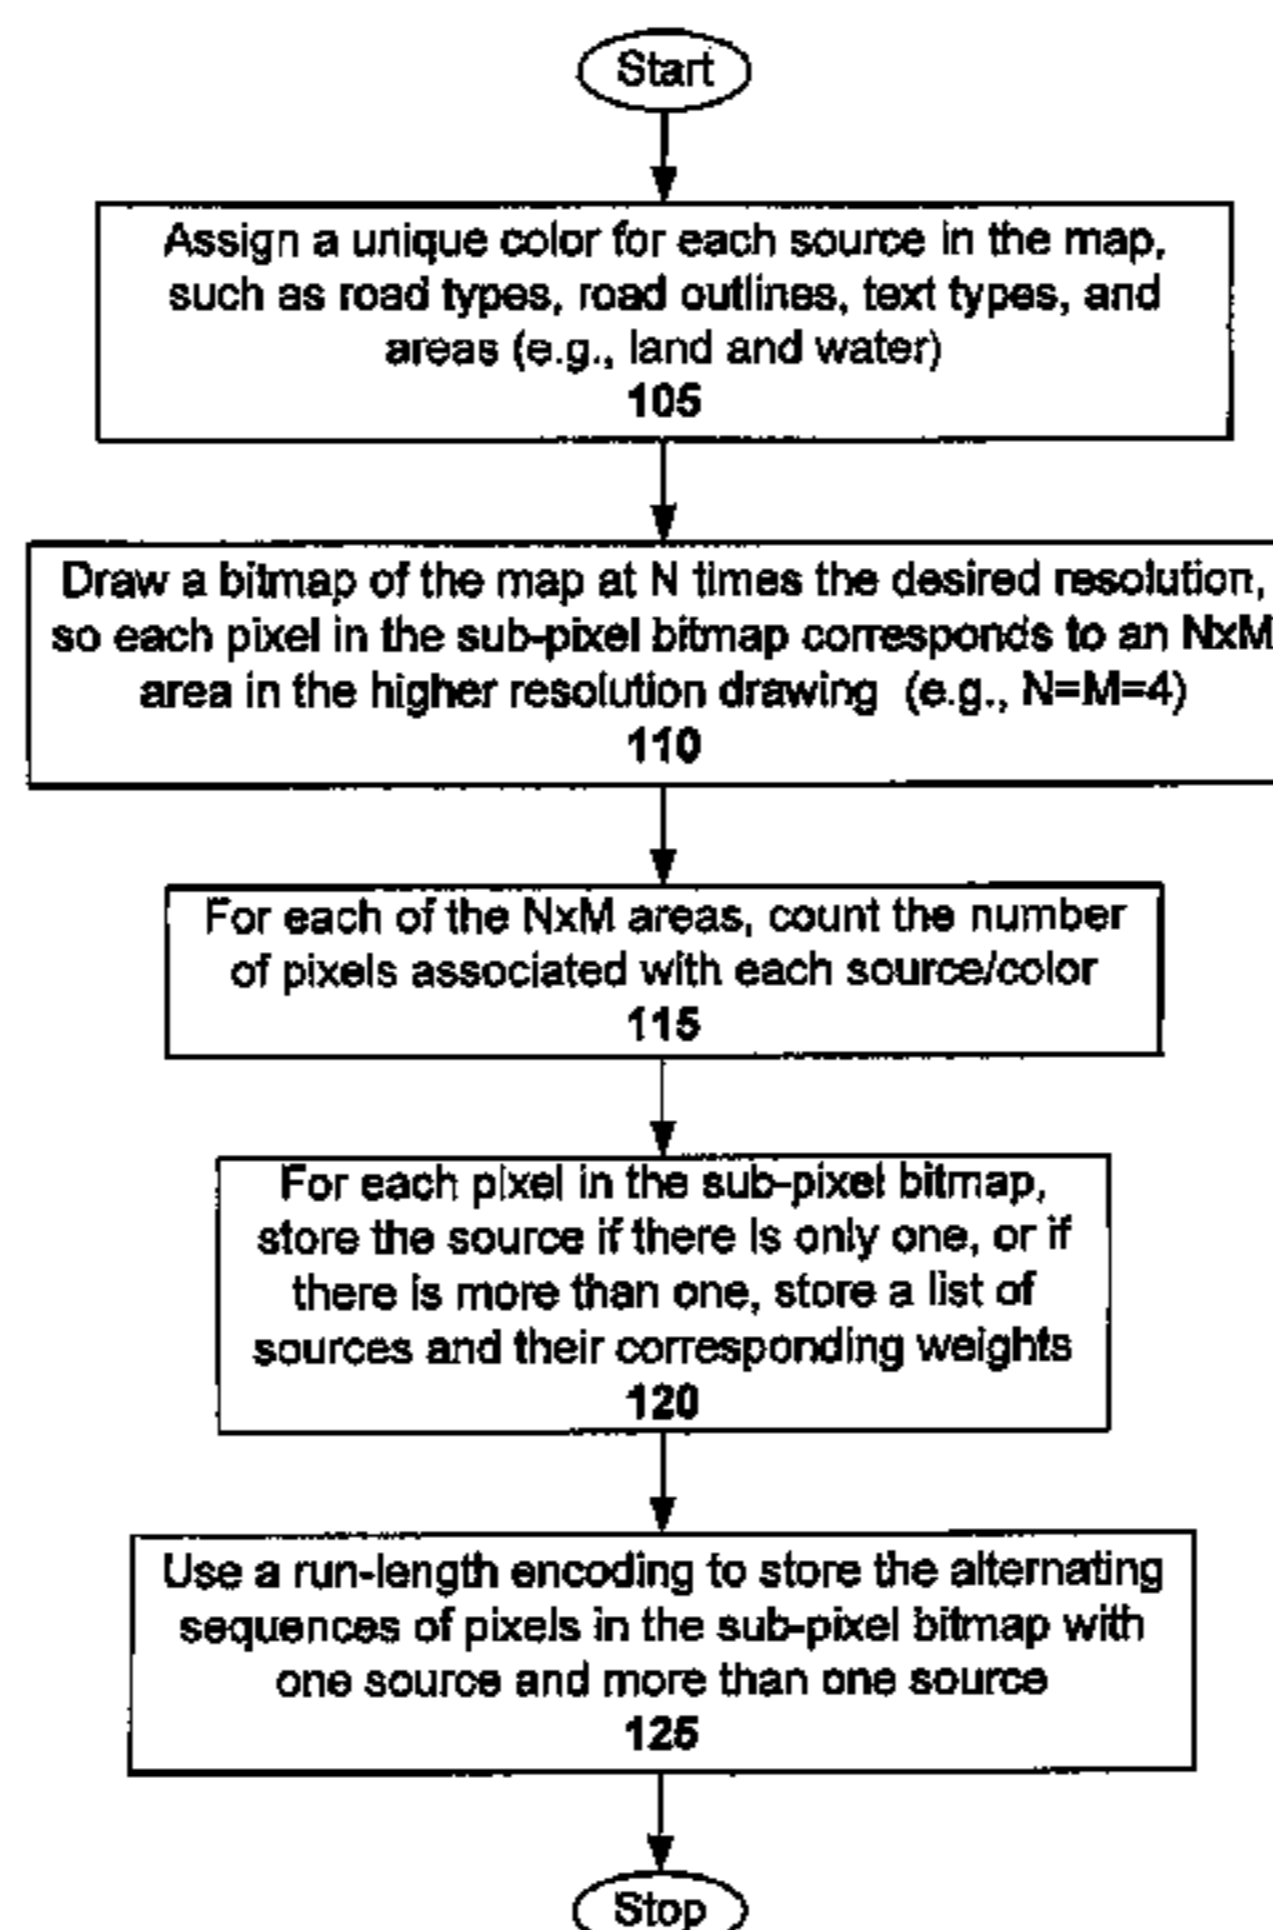 Start
Assign a unique color for each source in the map,
such as road types, road outlines, text types, and
areas (e.g., land and water)
105
Draw a bitmap of the map at N times the desired resolution,
so each pixel in the sub-pixel bitmap corresponds to an NxM
area in the higher resolution drawing (e.g., N=M=4)
110
For each of the NxM areas, count the number
of pixels associated with each source/color
115
For each pixel in the sub-pixel bitmap,
store the source if there is only one, or if
there is more than one, store a list of
sources and their corresponding weights
120
Use a run-length encoding to store the alternating
sequences of pixels in the sub-pixel bitmap with
one source and more than one source
125
Stop